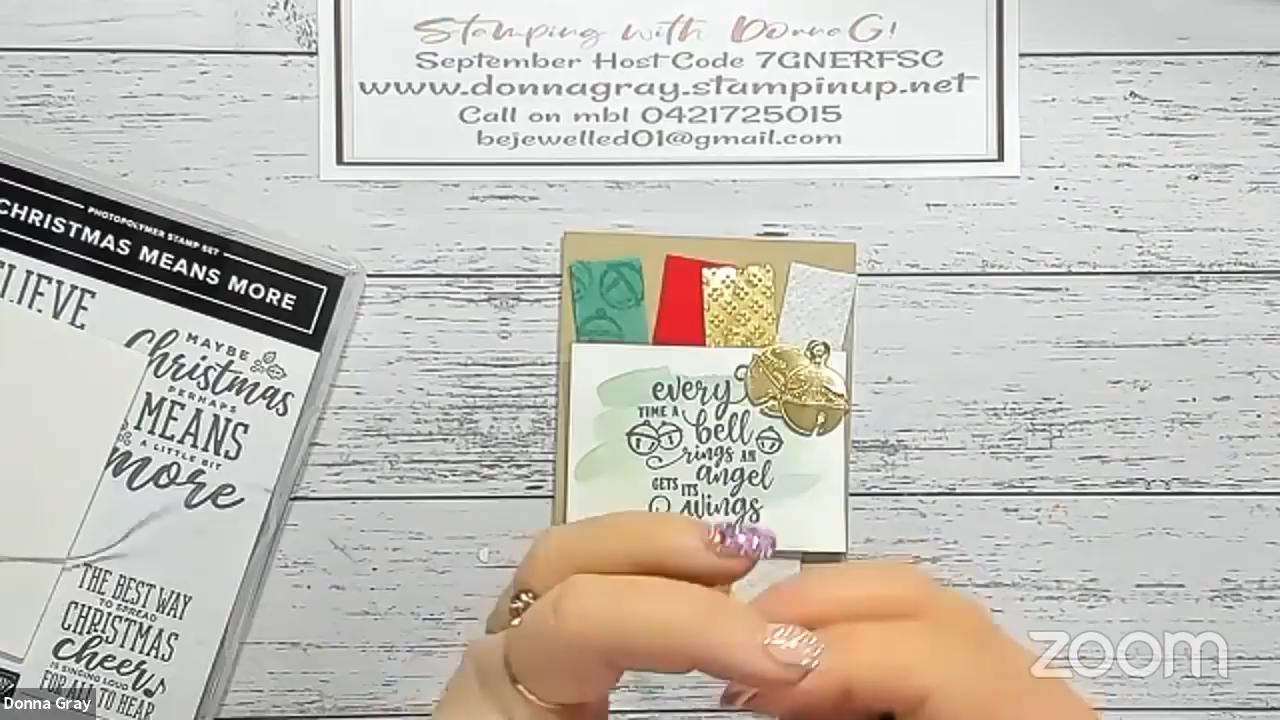 Stamping with DonnaG!
September Host Code 7GNERFSC
www.donnagray.stampinup.net
Call on mbl 0421725015
bejewelled01@gmail.com
PHOTOPOLYMER STAMP SET
CHRISTMAS MEANS MORE
MAYBE
Christmas
PERHAPS
MEANS
A LITTLE BIT
more
THE BEST WAY
TO SPREAD
CHRISTMAS
cheer
IS SINGING LOUD
FOR ALL TO HEAR
every
TIME A
bell
rings AN
angel
GETS ITS
Wings
zoom
Donna Gray